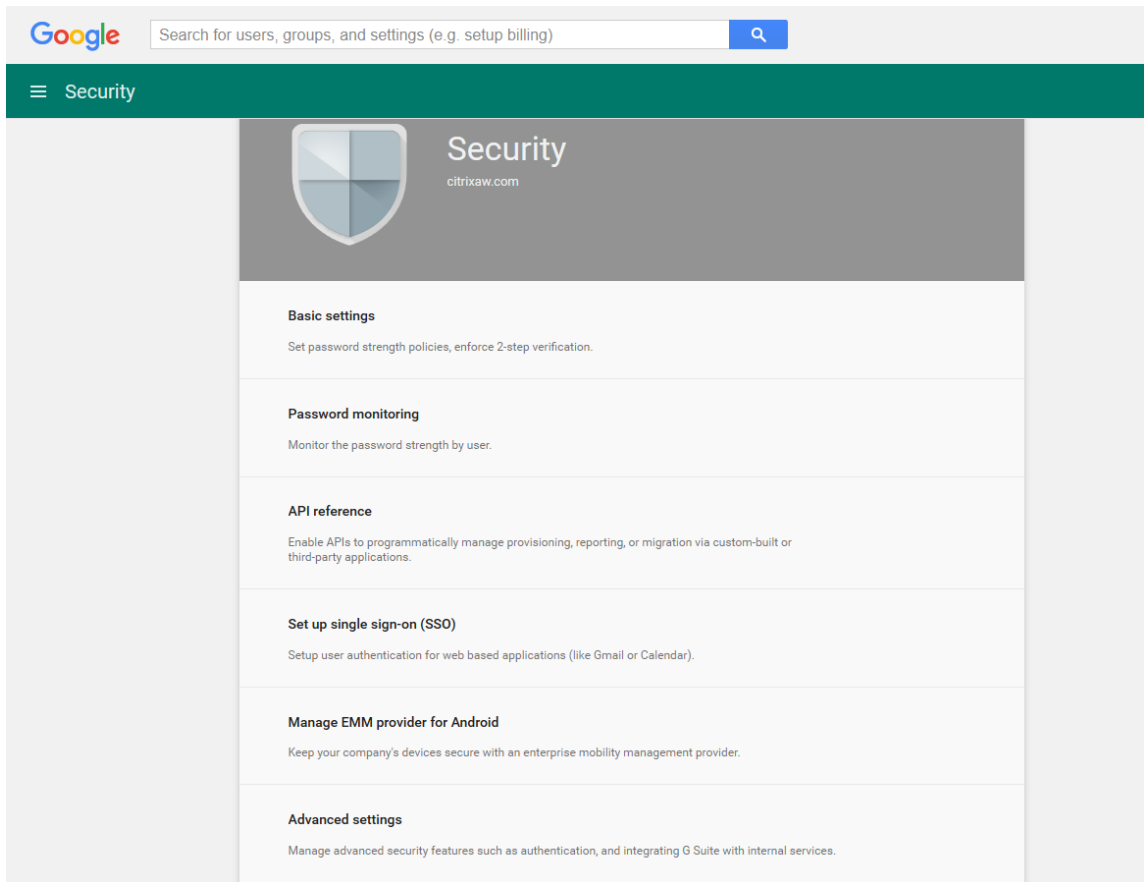 Google
Search for users, groups, and settings (e.g. setup billing)
Security
Security
citrixaw.com
Basic settings
Set password strength policies, enforce 2-step verification.
Password monitoring
Monitor the password strength by user.
API reference
Enable APIs to programmatically manage provisioning, reporting, or migration via custom-built or
third-party applications.
Set up single sign-on (SSO)
Setup user authentication for web based applications (like Gmail or Calendar).
Manage EMM provider for Android
Keep your company's devices secure with an enterprise mobility management provider.
Advanced settings
Manage advanced security features such as authentication, and integrating G Suite with internal services.